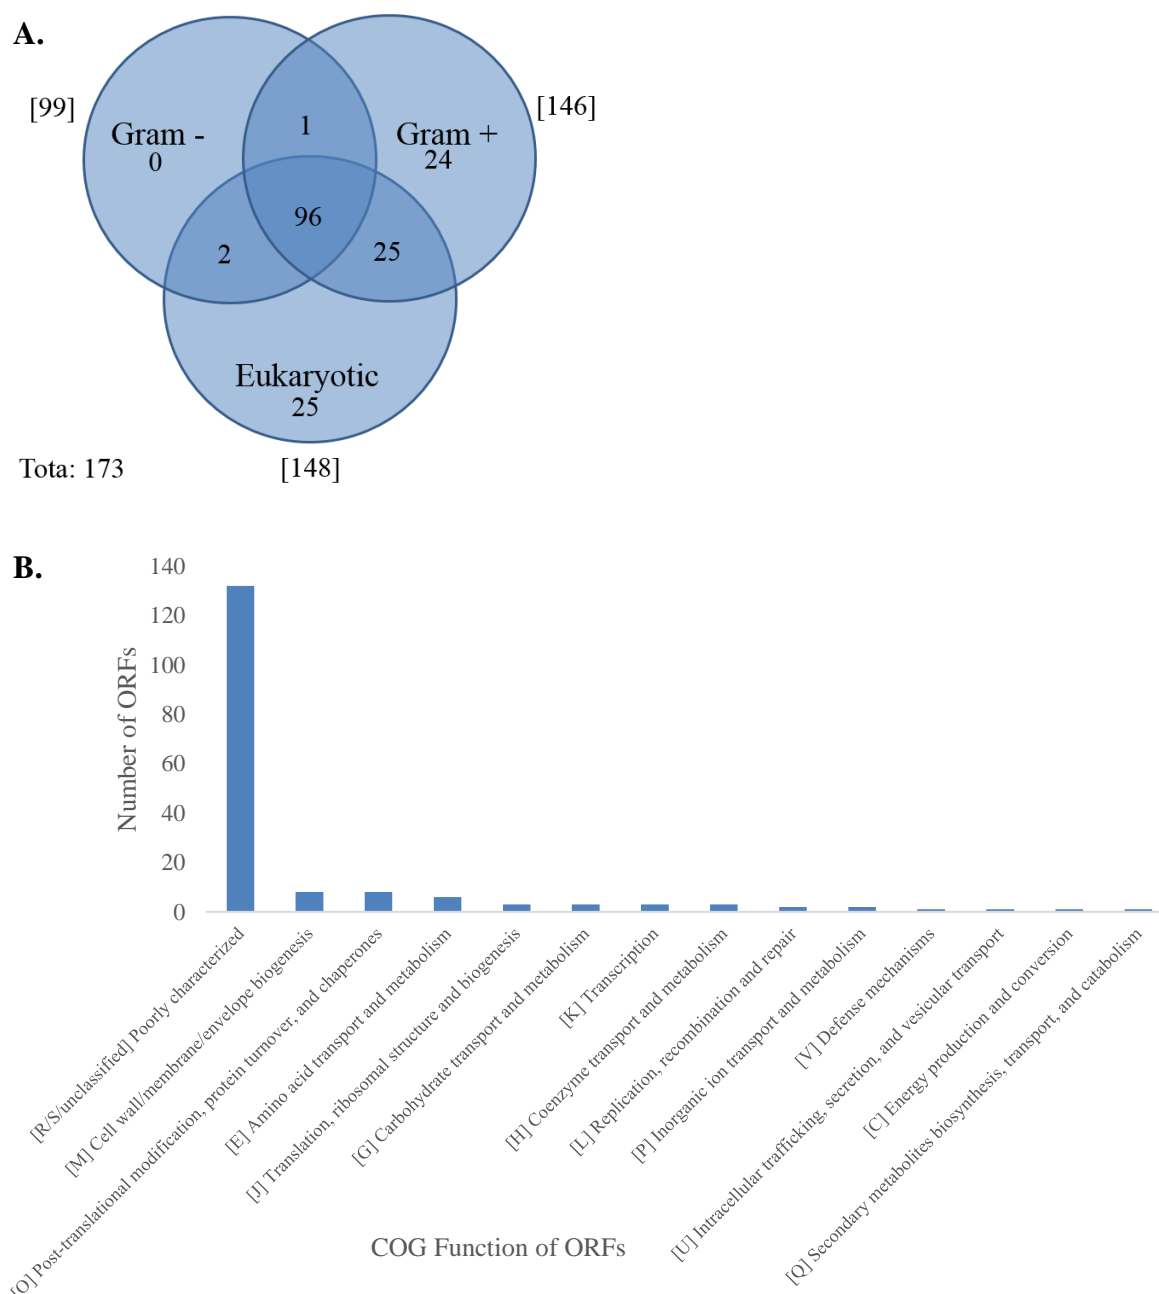 A.
[99]
[146]
Gram -
0
1
Gram +
24
96
2
25
Eukaryotic
25
Tota: 173
[148]
B.
Number of ORFs
140
120
100
80
60
40
20
0
[R/S/unclassified] Poorly characterized
[M] Cell wall/membrane/envelope biogenesis
[O] Post-translational modification, protein turnover, and chaperones
[E] Amino acid transport and metabolism
[J] Translation, ribosomal structure and biogenesis
[G] Carbohydrate transport and metabolism
[K] Transcription
[H] Coenzyme transport and metabolism
[L] Replication, recombination and repair
[P] Inorganic ion transport and metabolism
[V] Defense mechanisms
[U] Intracellular trafficking, secretion, and vesicular transport
[C] Energy production and conversion
[Q] Secondary metabolites biosynthesis, transport, and catabolism
COG Function of ORFs